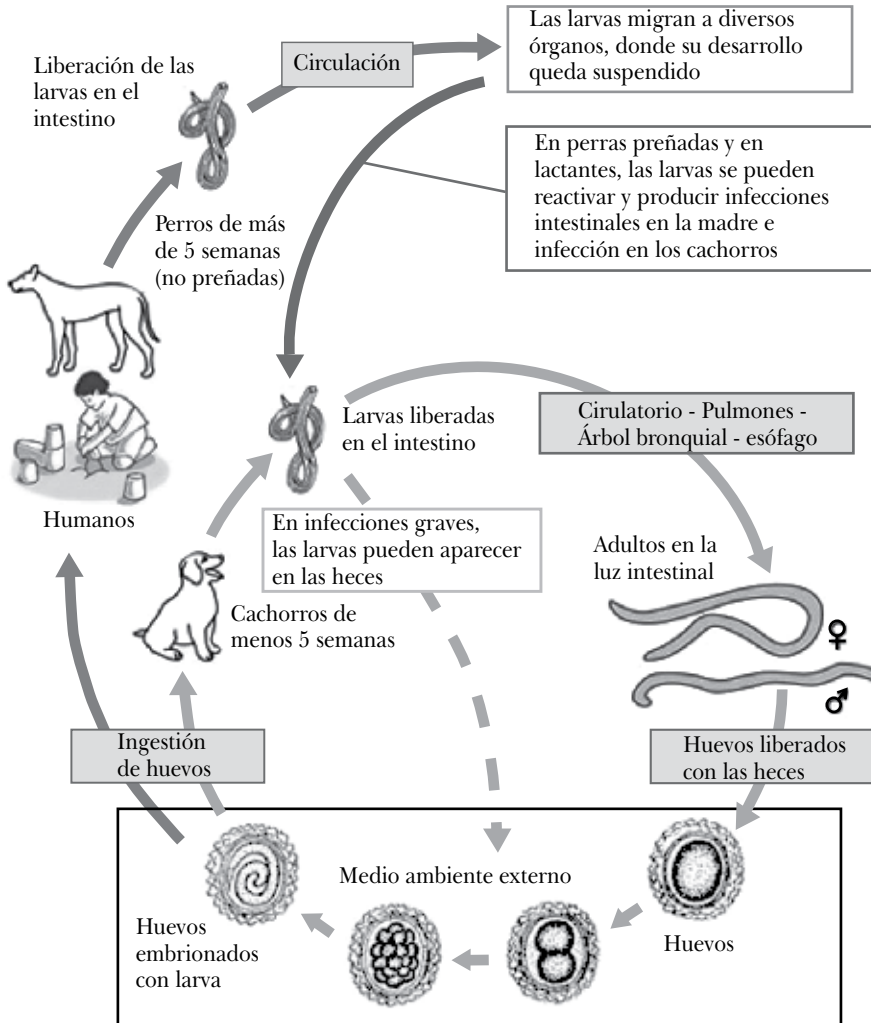 Las larvas migran a diversos
órganos, donde su desarrollo
queda suspendido
Circulación
Liberación de las
larvas en el
intestino
En perras preñadas y en
lactantes, las larvas se pueden
reactivar y producir infecciones
intestinales en la madre e
infección en los cachorros
Perros de más
de 5 semanas
(no preñadas)
Larvas liberadas
en el intestino
Cirulatorio - Pulmones -
Árbol bronquial - esófago
Humanos
En infecciones graves,
las larvas pueden aparecer
en las heces
Adultos en la
luz intestinal
♀
♂
Cachorros de
menos 5 semanas
Ingestión
de huevos
Huevos liberados
con las heces
Medio ambiente externo
Huevos
embrionados
con larva
Huevos